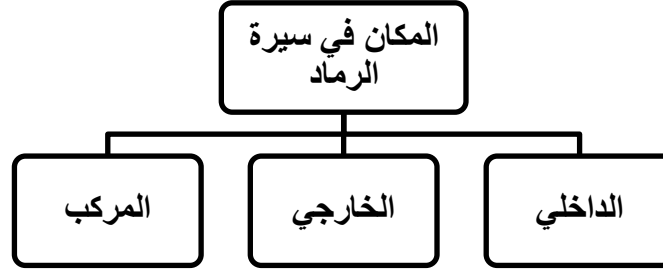 المكان في سيرة
الرماد
الداخلي
الخارجي
المركب